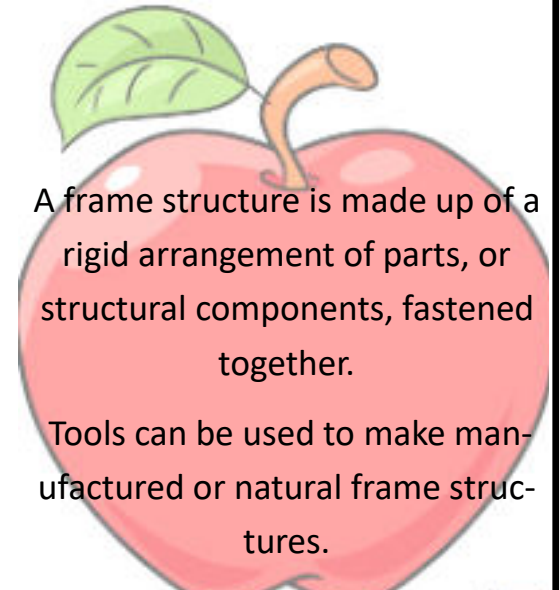 A frame structure is made up of a
rigid arrangement of parts, or
structural components, fastened
together.
Tools can be used to make man-
ufactured or natural frame struc-
tures.